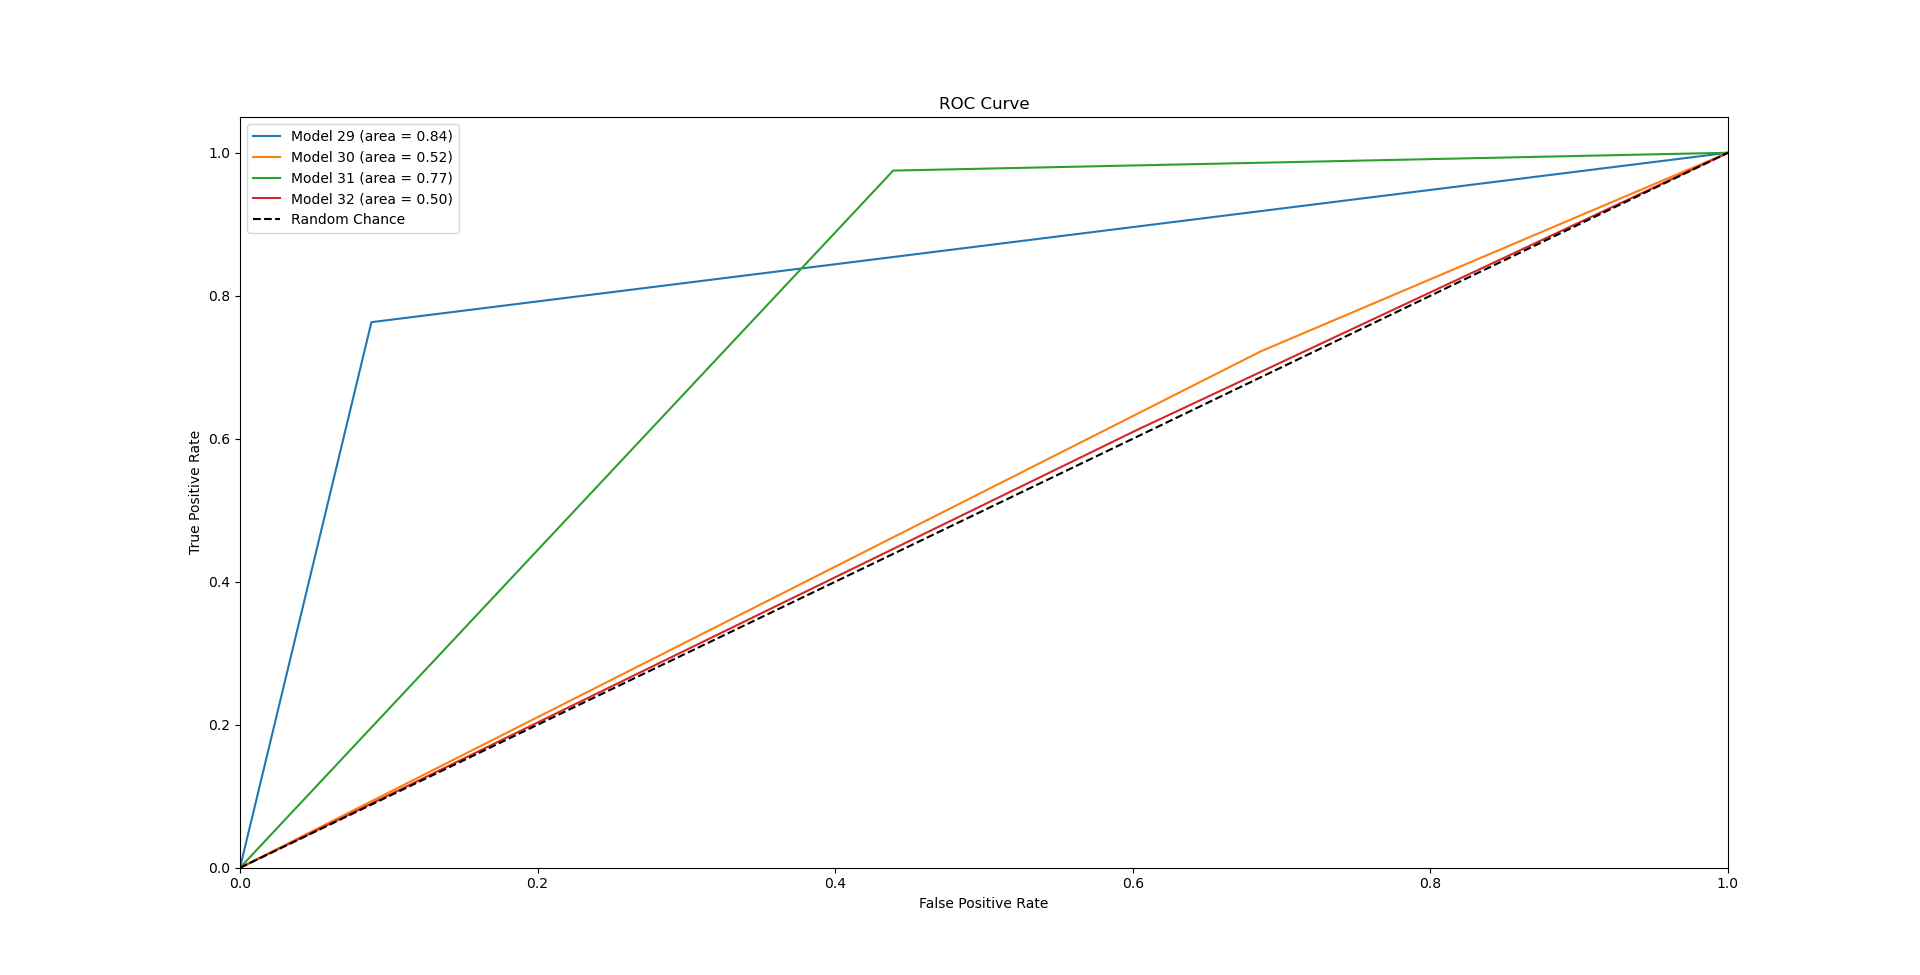 ROC Curve
Model 29 (area = 0.84)
Model 30 (area = 0.52)
Model 31 (area = 0.77)
Model 32 (area = 0.50)
Random Chance
True Positive Rate
1.0
0.8
0.6
0.4
0.2
0.0
0.0 0.2 0.4 0.6 0.8 1.0
False Positive Rate